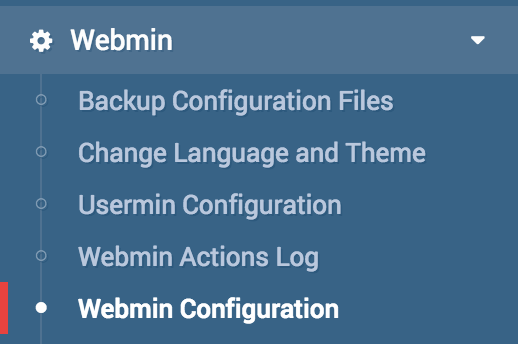 Webmin
Backup Configuration Files
Change Language and Theme
Usermin Configuration
Webmin Actions Log
Webmin Configuration